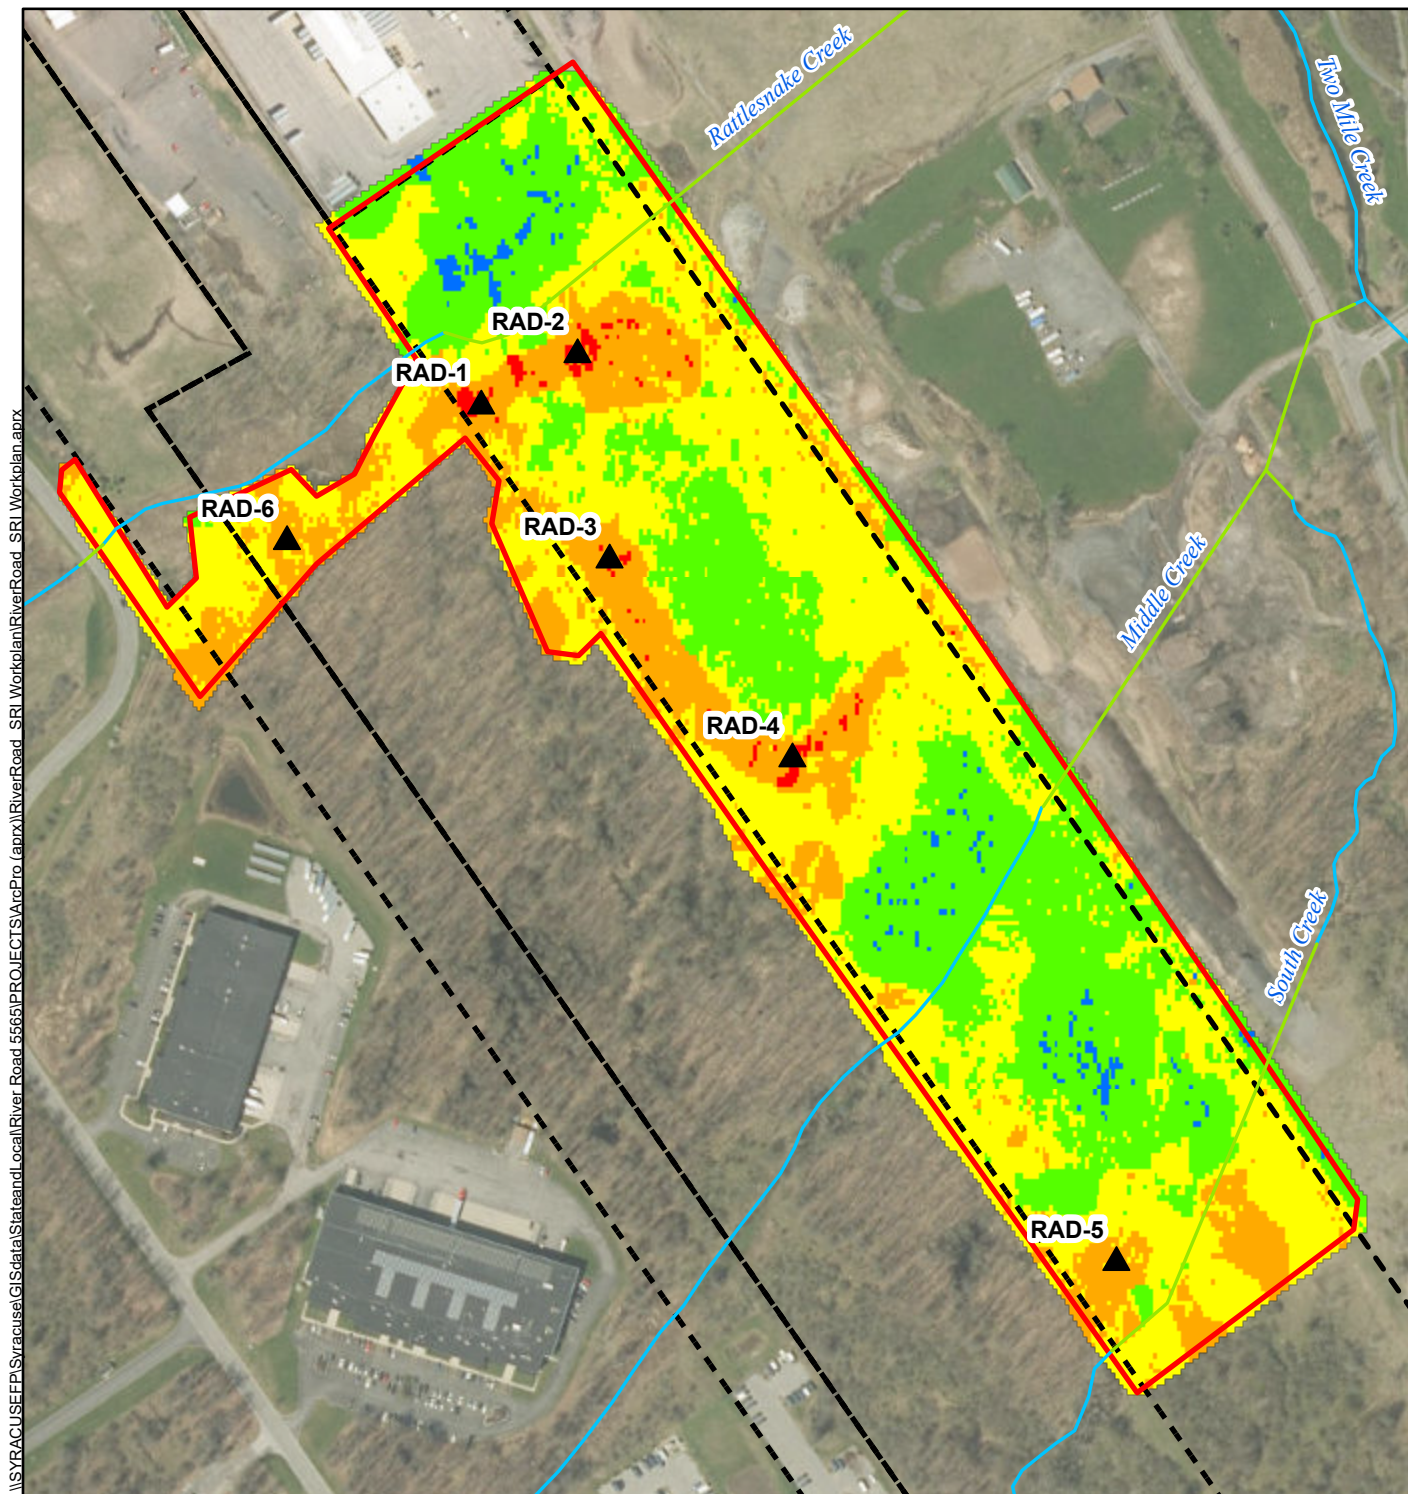 Rattlesnake Creek
Two Mile Creek
RAD-2
RAD-1
RAD-6
RAD-3
Middle Creek
RAD-4
South Creek
RAD-5
\\SYRACUSEFP\Syracuse\GISdata\StateandLocal\River Road 5565\PROJECTS\ArcPro (aprx)\RiverRoad_SRI Workplan\RiverRoad_SRI Workplan.aprx